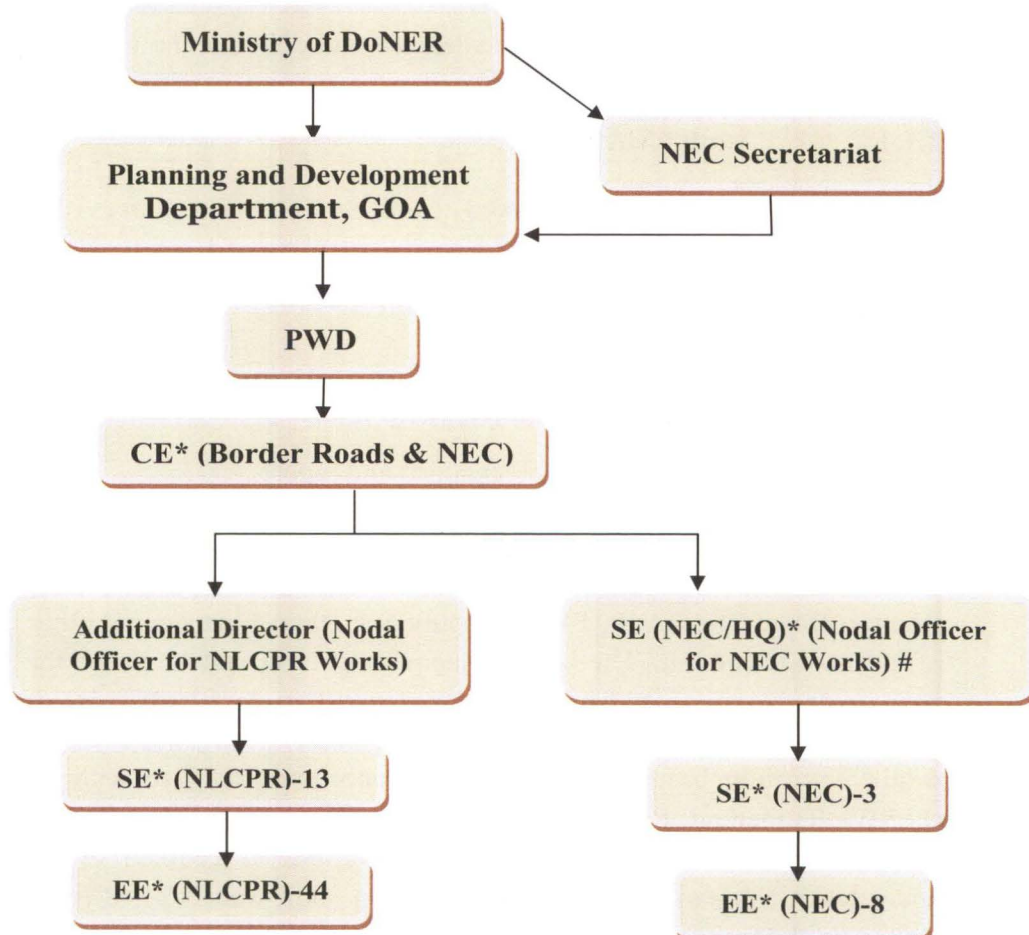 Ministry of DoNER
NEC Secretariat
Planning and Development
Department, GOA
PWD
CE* (Border Roads & NEC)
Additional Director (Nodal
Officer for NLCPR Works)
SE (NEC/HQ)* (Nodal Officer
for NEC Works) #
SE* (NLCPR)-13
SE* (NEC)-3
EE* (NLCPR)-44
EE* (NEC)-8